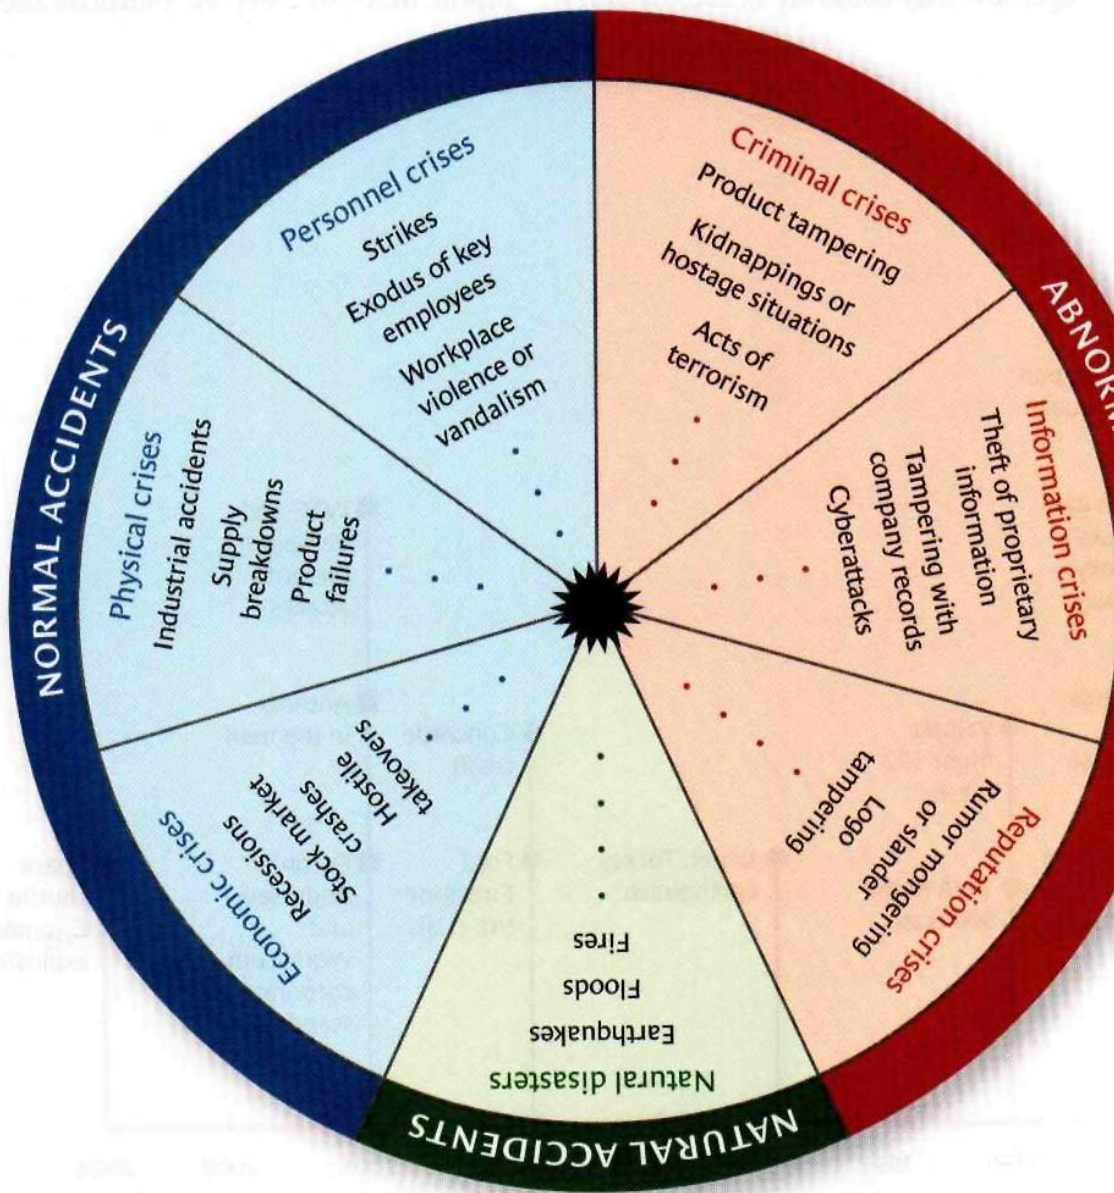 NORMAL ACCIDENTS
Personnel crises
Strikes
Exodus of key
employees
Workplace
violence or
vandalism
Physical crises
Industrial accidents
Supply
breakdowns
Product
failures
Economic crises
Recessions
Stock market
crashes
Hostile
takeovers
Criminal crises
Product tampering
Kidnappings or
hostage situations
Acts of
terrorism
Information crises
Theft of proprietary
information
Tampering with
company records
Cyberattacks
Reputation crises
Rumor mongering
or slander
Logo
tampering
NATURAL ACCIDENTS
Natural disasters
Earthquakes
Floods
Fires